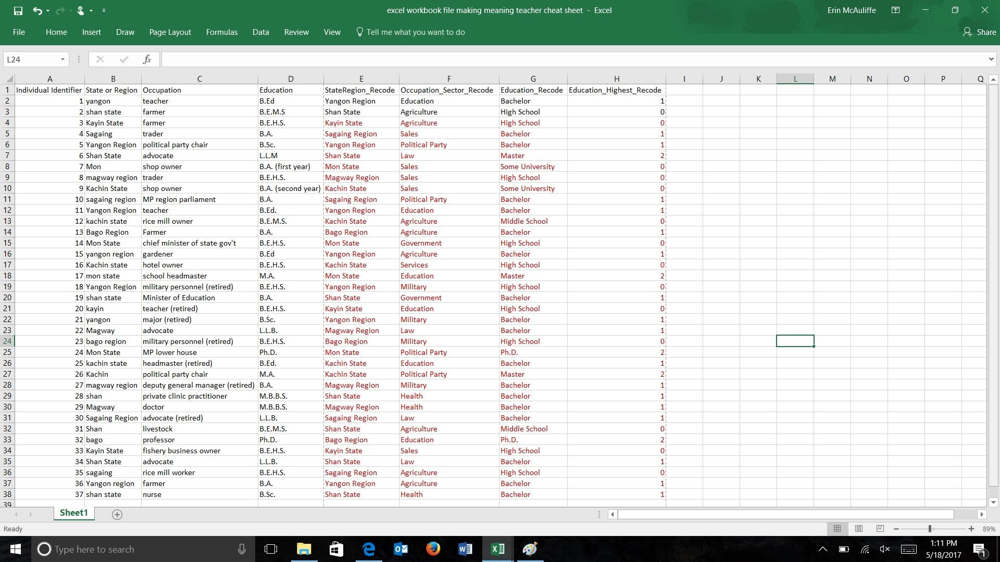 excel workbook file making meaning teacher cheat sheet - Excel
Erin McAuliffe
File Home Insert Draw Page Layout Formulas Data Review View Tell me what you want to do Share
L24 fx
A B C D E F G H I J K L M N O P Q
1 Individual Identifier State or Region Occupation Education StateRegion_Recode Occupation_Sector_Recode Education_Recode Education_Highest_Recode
2 1 yangon teacher B.Ed Yangon Region Education Bachelor 1
3 2 shan state farmer B.E.M.S Shan State Agriculture High School 0
4 3 Kayin State farmer B.E.H.S. Kayin State Agriculture High School 0
5 4 Sagaing trader B.A. Sagaing Region Sales Bachelor 1
6 5 Yangon Region political party chair B.Sc. Yangon Region Political Party Bachelor 1
7 6 Shan State advocate L.L.M Shan State Law Master 2
8 7 Mon shop owner B.A. (first year) Mon State Sales Some University 0
9 8 magway region trader B.E.H.S. Magway Region Sales High School 0
10 9 Kachin State shop owner B.A. (second year) Kachin State Sales Some University 0
11 10 sagaing region MP region parliament B.A. Sagaing Region Political Party Bachelor 1
12 11 Yangon Region teacher B.Ed. Yangon Region Education Bachelor 1
13 12 kachin state rice mill owner B.E.M.S. Kachin State Agriculture Middle School 0
14 13 Bago Region Farmer B.A. Bago Region Agriculture Bachelor 1
15 14 Mon State chief minister of state gov't B.E.H.S. Mon State Government High School 0
16 15 yangon region gardener B.Ed Yangon Region Agriculture Bachelor 1
17 16 Kachin state hotel owner B.E.H.S. Kachin State Services High School 0
18 17 mon state school headmaster M.A. Mon State Education Master 2
19 18 Yangon Region military personnel (retired) B.E.H.S. Yangon Region Military High School 0
20 19 shan state Minister of Education B.A. Shan State Government Bachelor 1
21 20 kayin teacher (retired) B.E.H.S. Kayin State Education High School 0
22 21 yangon major (retired) B.Sc. Yangon Region Military Bachelor 1
23 22 Magway advocate L.L.B. Magway Region Law Bachelor 1
24 23 bago region military personnel (retired) B.E.H.S. Bago Region Military High School 0
25 24 Mon State MP lower house Ph.D. Mon State Political Party Ph.D. 2
26 25 kachin state headmaster (retired) B.Ed. Kachin State Education Bachelor 1
27 26 Kachin political party chair M.A. Kachin State Political Party Master 2
28 27 magway region deputy general manager (retired) B.A. Magway Region Military Bachelor 1
29 28 shan private clinic practitioner M.B.B.S. Shan State Health Bachelor 1
30 29 Magway doctor M.B.B.S. Magway Region Health Bachelor 1
31 30 Sagaing Region advocate (retired) L.L.B. Sagaing Region Law Bachelor 1
32 31 Shan livestock B.E.M.S. Shan State Agriculture Middle School 0
33 32 bago professor Ph.D. Bago Region Education Ph.D. 2
34 33 Kayin State fishery business owner B.E.H.S. Kayin State Sales High School 0
35 34 Shan State advocate L.L.B. Shan State Law Bachelor 1
36 35 sagaing rice mill worker B.E.H.S. Sagaing Region Agriculture High School 0
37 36 Yangon region farmer B.A. Yangon Region Agriculture Bachelor 1
38 37 shan state nurse B.Sc. Shan State Health Bachelor 1
39
Sheet1
Ready 89%
Type here to search
1:11 PM
5/18/2017
1